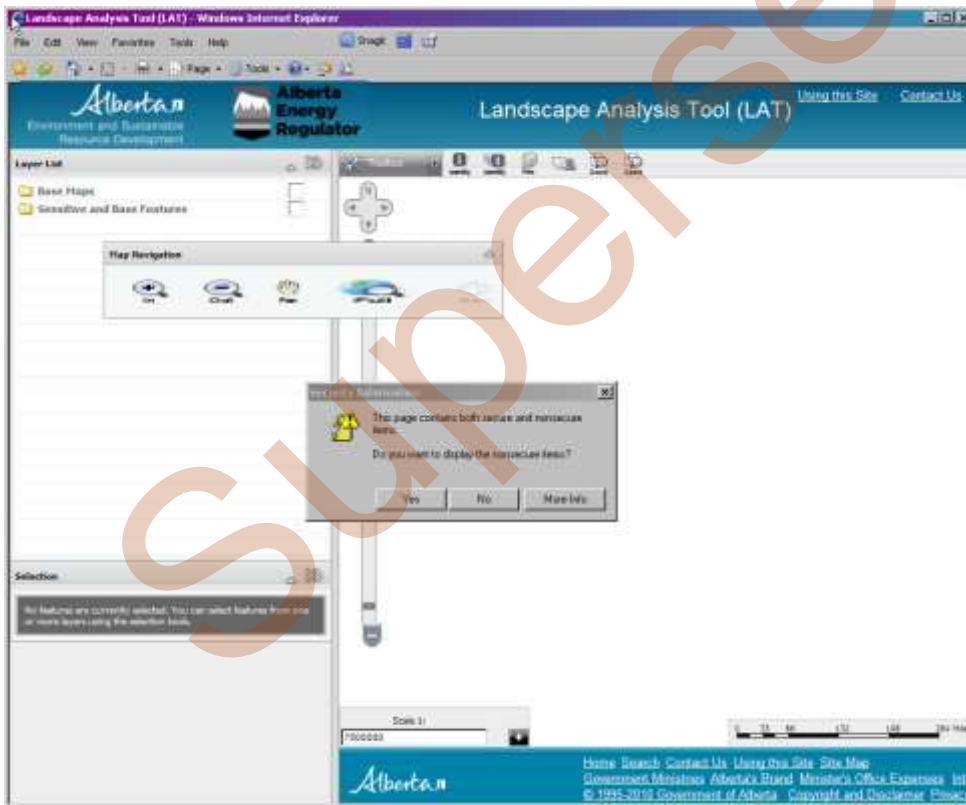 Landscape Analysis Tool (LAT) - Windows Internet Explorer
File Edit View Favorites Tools Help
SnagIt
Page Tools
Alberta
Environment and Sustainable
Resource Development
Alberta
Energy
Regulator
Landscape Analysis Tool (LAT)
Using this Site Contact Us
Layer List
Base Maps
Sensitive and Base Features
Map Navigation
In Out Pan
This page contains both secure and nonsecure
items.
Do you want to display the nonsecure items?
Yes No More Info
Selection
No features are currently selected. You can select features from one
or more layers using the selection tools.
Scale 1:
Alberta
Home Search Contact Us Using this Site Site Map
Government Ministries Alberta's Brand Minister's Office Expenses
© 1995-2010 Government of Alberta Copyright and Disclaimer
Superse